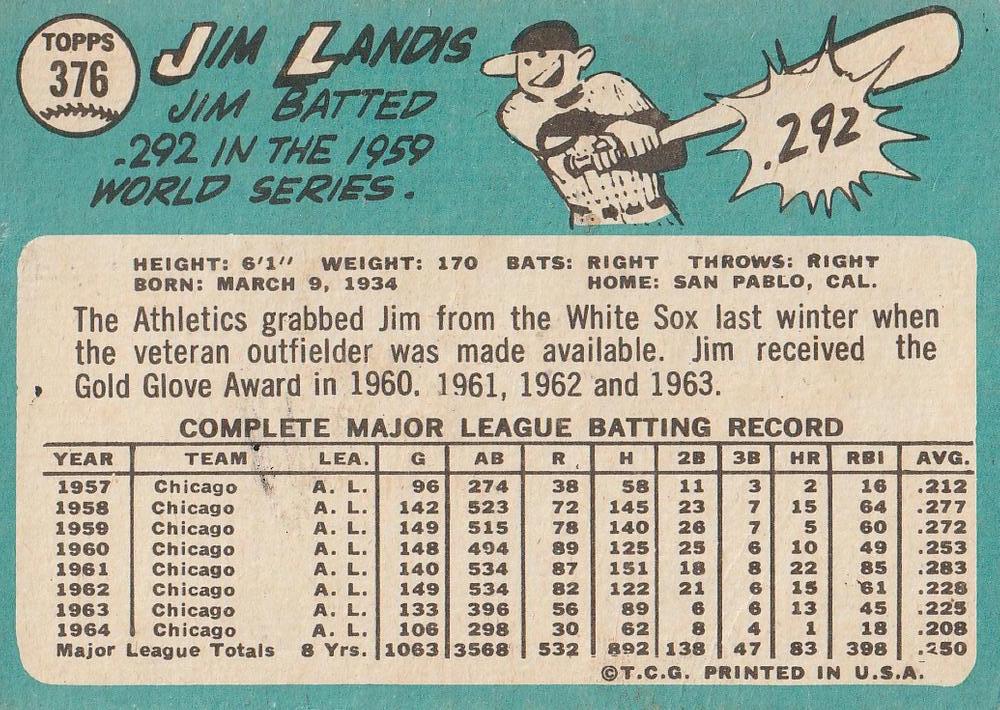 TOPPS
376
JIM LANDIS
JIM BATTED
.292 IN THE 1959
WORLD SERIES.
.292
HEIGHT: 6'1" WEIGHT: 170 BATS: RIGHT THROWS: RIGHT
BORN: MARCH 9, 1934 HOME: SAN PABLO, CAL.
The Athletics grabbed Jim from the White Sox last winter when
the veteran outfielder was made available. Jim received the
Gold Glove Award in 1960. 1961, 1962 and 1963.
COMPLETE MAJOR LEAGUE BATTING RECORD
YEAR TEAM LEA. G AB R H 2B 3B HR RBI AVG.
1957 Chicago A. L. 96 274 38 58 11 3 2 16 .212
1958 Chicago A. L. 142 523 72 145 23 7 15 64 .277
1959 Chicago A. L. 149 515 78 140 26 7 5 60 .272
1960 Chicago A. L. 148 494 89 125 25 6 10 49 .253
1961 Chicago A. L. 140 534 87 151 18 8 22 85 .283
1962 Chicago A. L. 149 534 82 122 21 6 15 61 .228
1963 Chicago A. L. 133 396 56 89 6 6 13 45 .225
1964 Chicago A. L. 106 298 30 62 8 4 1 18 .208
Major League Totals 8 Yrs. 1063 3568 532 892 138 47 83 398 .250
©T.C.G. PRINTED IN U.S.A.